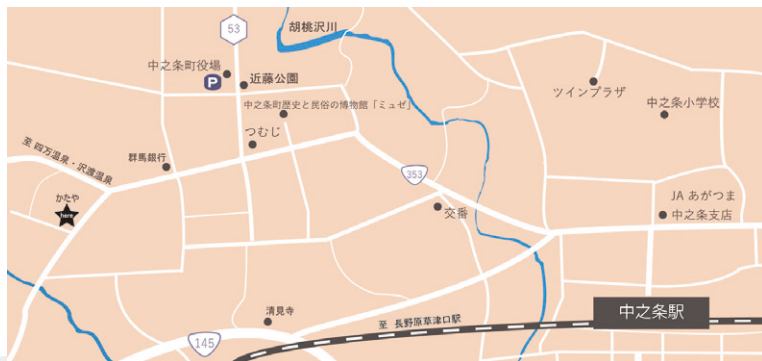 53
胡桃沢川
中之条町役場
P
近藤公園
ツインプラザ
中之条町歴史と民俗の博物館「ミュゼ」
中之条小学校
つむじ
至 四万温泉・沢渡温泉
群馬銀行
353
かたや
here
交番
JA あがつま
中之条支店
清見寺
中之条駅
至 長野原草津口駅
145